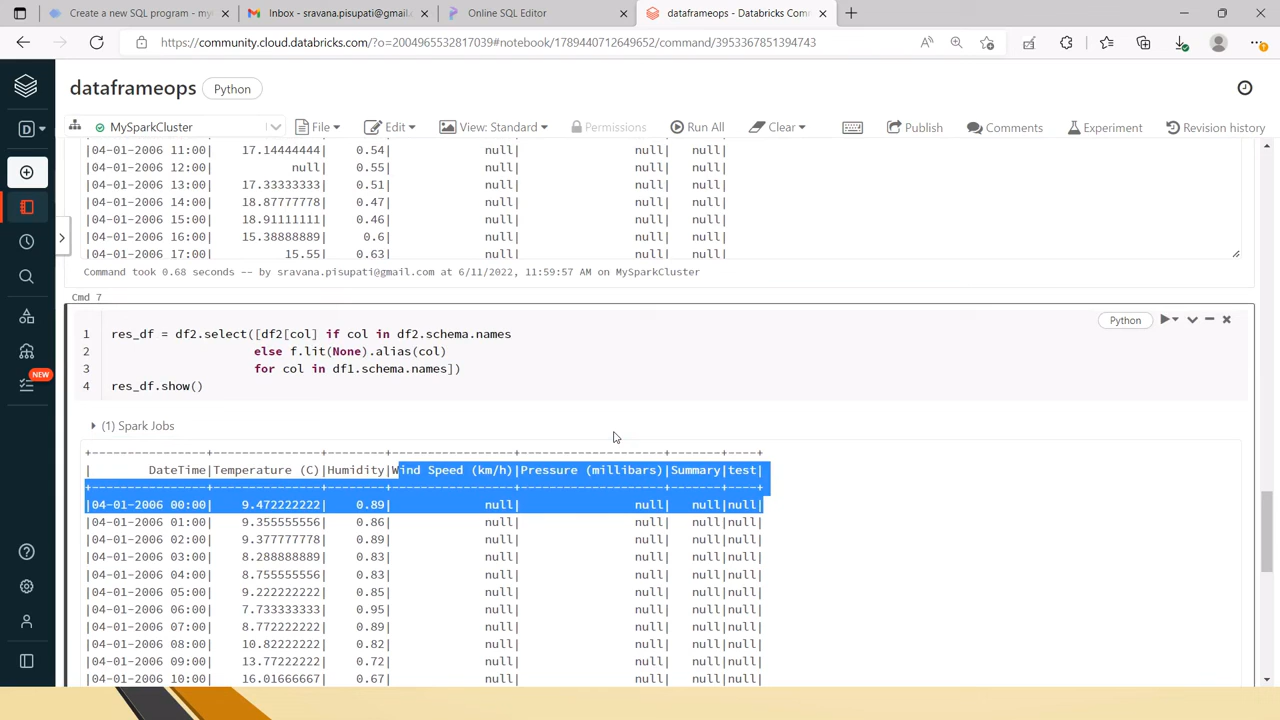 Create a new SQL program - my
Inbox - sravana.pisupati@gmail.c
Online SQL Editor
dataframeops - Databricks Com
https://community.cloud.databricks.com/?o=2004965532817039#notebook/1789440712649652/command/3953367851394743
dataframeops
Python
D
MySparkCluster
File
Edit
View: Standard
Permissions
Run All
Clear
Publish
Comments
Experiment
Revision history
|04-01-2006 11:00| 17.14444444 | 0.54| null| null| null|
|04-01-2006 12:00| null| 0.55| null| null| null|
|04-01-2006 13:00| 17.33333333| 0.51| null| null| null|
|04-01-2006 14:00| 18.87777778| 0.47| null| null| null|
|04-01-2006 15:00| 18.91111111| 0.46| null| null| null|
|04-01-2006 16:00| 15.38888889| 0.6| null| null| null|
|04-01-2006 17:00| 15.55| 0.63| null| null| null|
Command took 0.68 seconds -- by sravana.pisupati@gmail.com at 6/11/2022, 11:59:57 AM on MySparkCluster
Cmd 7
Python
1 res_df = df2.select([df2[col] if col in df2.schema.names
2 else f.lit(None).alias(col)
3 for col in df1.schema.names])
4 res_df.show()
NEW
(1) Spark Jobs
+----------------+---------------+--------+-----------------+--------------------+-------+----+
| DateTime|Temperature (C)|Humidity|Wind Speed (km/h)|Pressure (millibars)|Summary|test|
+----------------+---------------+--------+-----------------+--------------------+-------+----+
|04-01-2006 00:00| 9.472222222| 0.89| null| null| null|null|
|04-01-2006 01:00| 9.355555556| 0.86| null| null| null|null|
|04-01-2006 02:00| 9.377777778| 0.89| null| null| null|null|
|04-01-2006 03:00| 8.288888889| 0.83| null| null| null|null|
|04-01-2006 04:00| 8.755555556| 0.83| null| null| null|null|
|04-01-2006 05:00| 9.222222222| 0.85| null| null| null|null|
|04-01-2006 06:00| 7.733333333| 0.95| null| null| null|null|
|04-01-2006 07:00| 8.772222222| 0.89| null| null| null|null|
|04-01-2006 08:00| 10.82222222| 0.82| null| null| null|null|
|04-01-2006 09:00| 13.77222222| 0.72| null| null| null|null|
|04-01-2006 10:00| 16.01666667| 0.67| null| null| null|null|